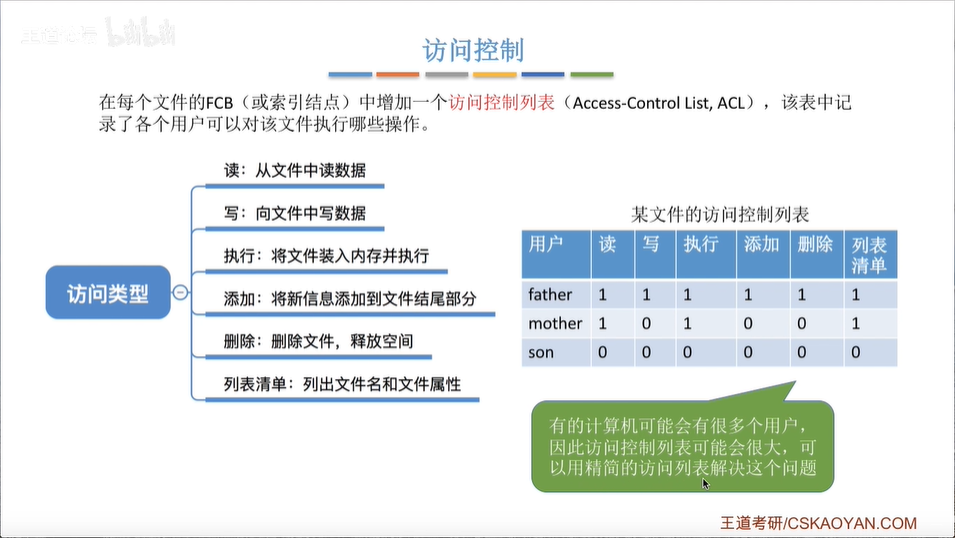 王道考研 bilibili
访问控制
在每个文件的FCB（或索引结点）中增加一个访问控制列表（Access-Control List, ACL），该表中记
录了各个用户可以对该文件执行哪些操作。
访问类型
读：从文件中读数据
写：向文件中写数据
执行：将文件装入内存并执行
添加：将新信息添加到文件结尾部分
删除：删除文件，释放空间
列表清单：列出文件名和文件属性
某文件的访问控制列表
用户 读 写 执行 添加 删除 列表
清单
father 1 1 1 1 1 1
mother 1 0 1 0 0 1
son 0 0 0 0 0 0
有的计算机可能会有很多个用户，
因此访问控制列表可能会很大，可
以用精简的访问列表解决这个问题
王道考研/CSKAOYAN.COM